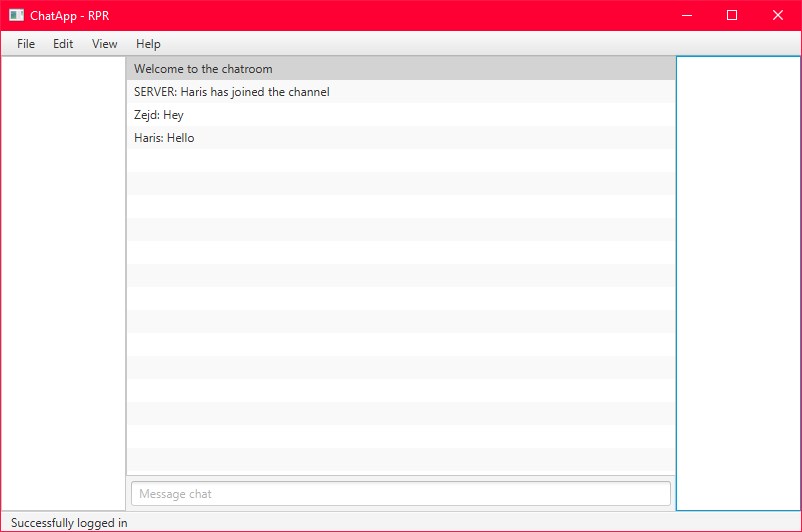 ChatApp - RPR
File Edit View Help
Welcome to the chatroom
SERVER: Haris has joined the channel
Zejd: Hey
Haris: Hello
Message chat
Successfully logged in